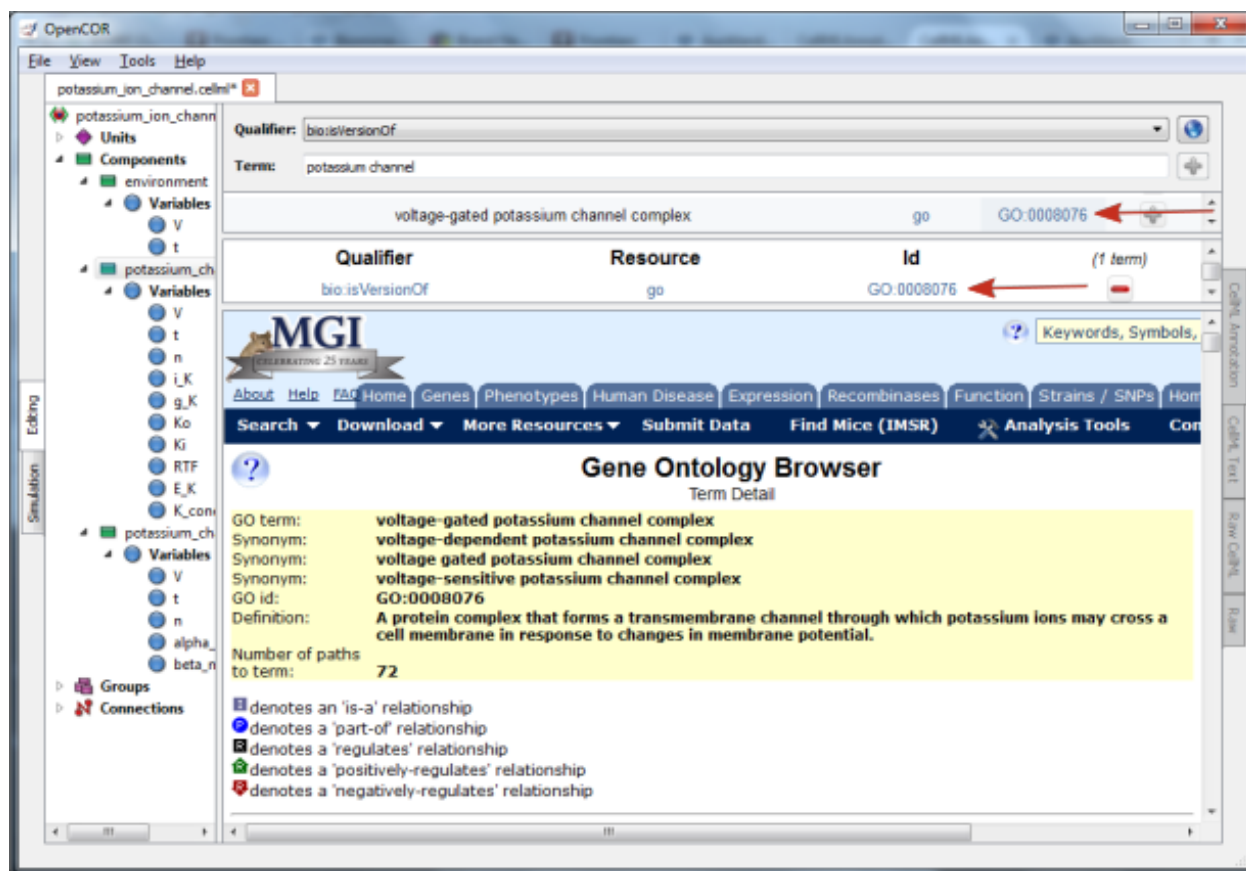 OpenCOR
File View Tools Help
potassium_ion_channel.cellml*
potassium_ion_chann
Units
Components
environment
Variables
V
t
potassium_ch
Variables
V
t
n
i_K
g_K
Ko
Ki
RTF
E_K
K_con
potassium_ch
Variables
V
t
n
alpha_
beta_n
Groups
Connections
Editing
Simulation
Qualifier: bio:isVersionOf
Term: potassium channel
voltage-gated potassium channel complex go GO:0008076
Qualifier Resource Id (1 term)
bio:isVersionOf go GO:0008076
MGI
CELEBRATING 25 YEARS
Keywords, Symbols,
About Help FAQ Home Genes Phenotypes Human Disease Expression Recombinases Function Strains / SNPs Hom
Search Download More Resources Submit Data Find Mice (IMSR) Analysis Tools Con
Gene Ontology Browser
Term Detail
GO term: voltage-gated potassium channel complex
Synonym: voltage-dependent potassium channel complex
Synonym: voltage gated potassium channel complex
Synonym: voltage-sensitive potassium channel complex
GO id: GO:0008076
Definition: A protein complex that forms a transmembrane channel through which potassium ions may cross a
cell membrane in response to changes in membrane potential.
Number of paths
to term: 72
I denotes an 'is-a' relationship
P denotes a 'part-of' relationship
R denotes a 'regulates' relationship
denotes a 'positively-regulates' relationship
denotes a 'negatively-regulates' relationship
CellML Annotation
CellML Text
Raw CellML
Raw